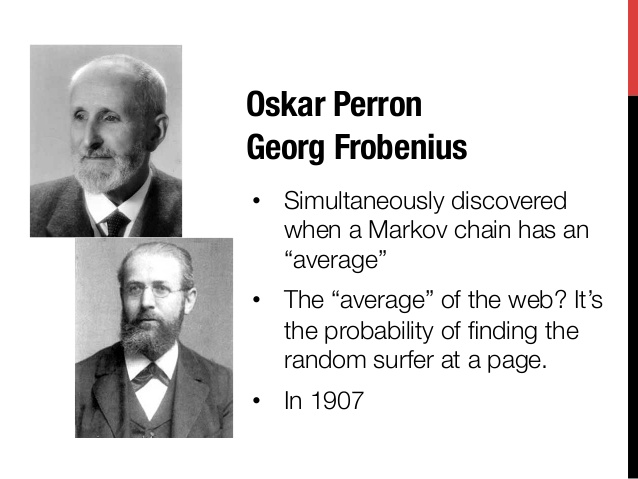 Oskar Perron
Georg Frobenius
• Simultaneously discovered
when a Markov chain has an
“average”
• The “average” of the web? It’s
the probability of finding the
random surfer at a page.
• In 1907